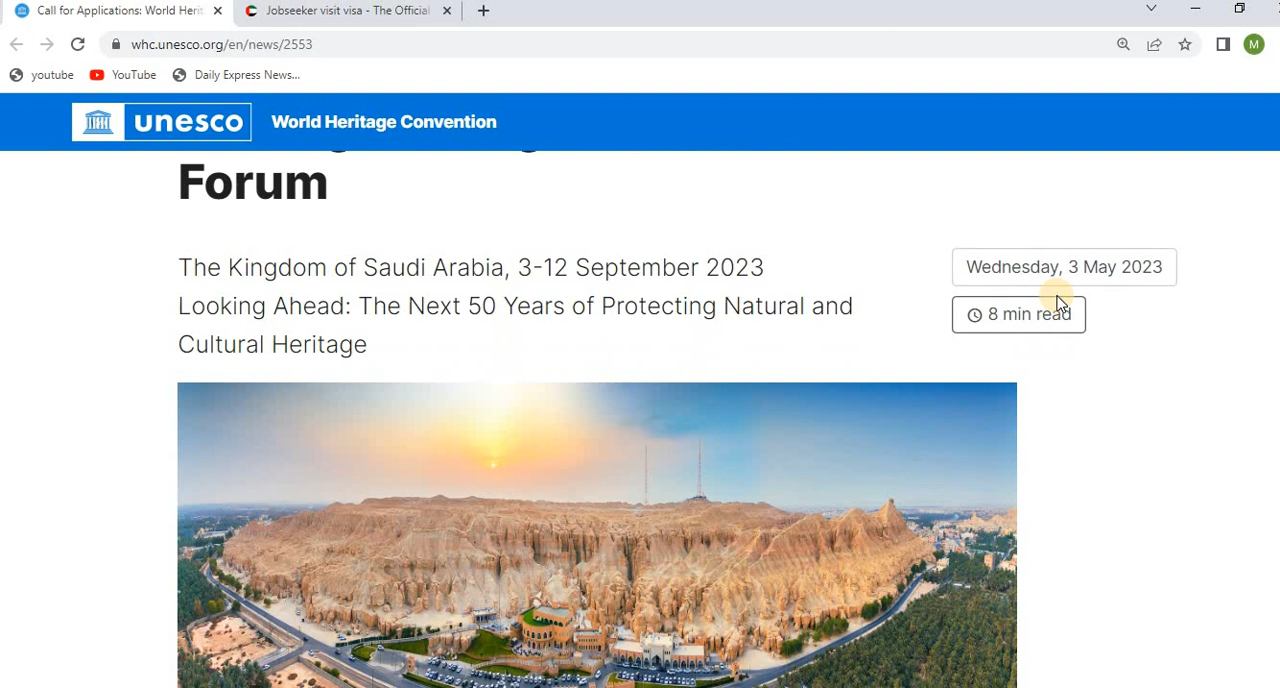 Call for Applications: World Herit
Jobseeker visit visa - The Official
whc.unesco.org/en/news/2553
M
youtube
YouTube
Daily Express News...
unesco
World Heritage Convention
Forum
The Kingdom of Saudi Arabia, 3-12 September 2023
Wednesday, 3 May 2023
Looking Ahead: The Next 50 Years of Protecting Natural and
8 min read
Cultural Heritage